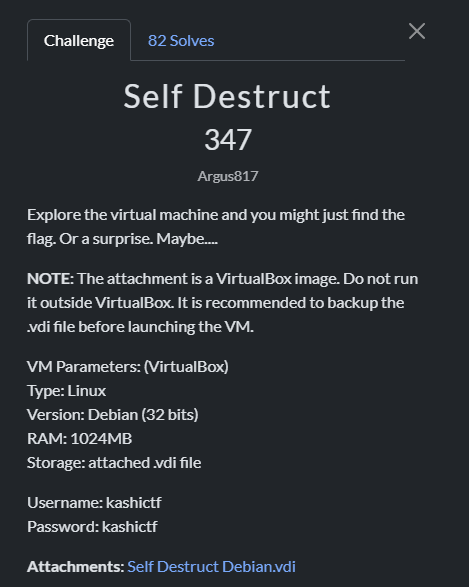 Challenge
82 Solves
Self Destruct
347
Argus817
Explore the virtual machine and you might just find the
flag. Or a surprise. Maybe....
NOTE: The attachment is a VirtualBox image. Do not run
it outside VirtualBox. It is recommended to backup the
.vdi file before launching the VM.
VM Parameters: (VirtualBox)
Type: Linux
Version: Debian (32 bits)
RAM: 1024MB
Storage: attached .vdi file
Username: kashictf
Password: kashictf
Attachments: Self Destruct Debian.vdi